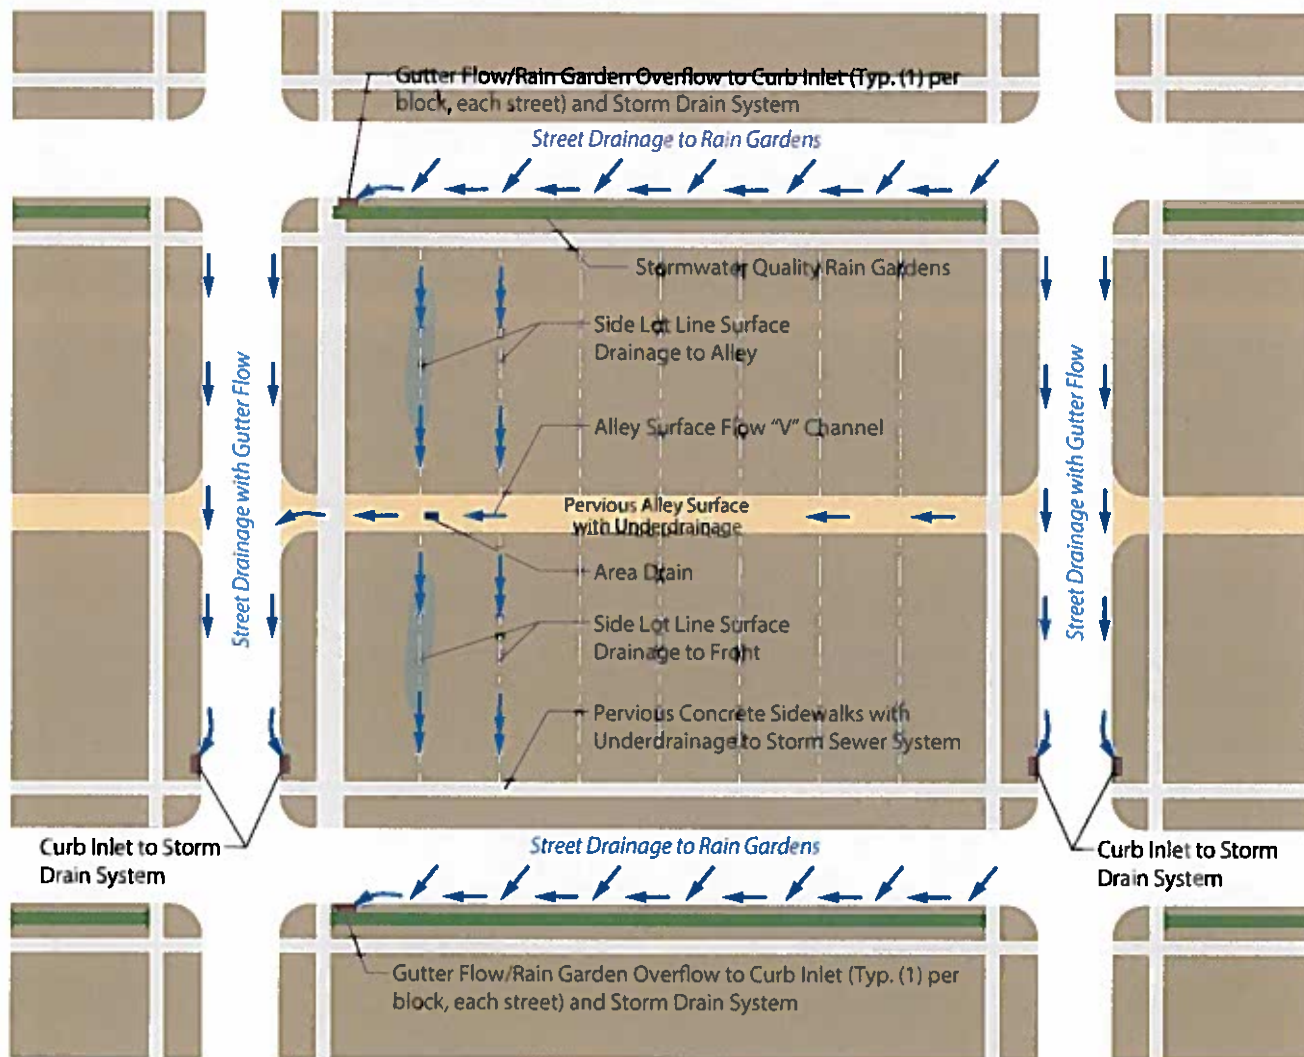 Gutter Flow/Rain Garden Overflow to Curb Inlet (Typ. (1) per
block, each street) and Storm Drain System
Street Drainage to Rain Gardens
Stormwater Quality Rain Gardens
Side Lot Line Surface
Drainage to Alley
Alley Surface Flow "V" Channel
Street Drainage with Gutter Flow
Street Drainage with Gutter Flow
Pervious Alley Surface
with Underdrainage
Area Drain
Side Lot Line Surface
Drainage to Front
Pervious Concrete Sidewalks with
Underdrainage to Storm Sewer System
Curb Inlet to Storm
Drain System
Street Drainage to Rain Gardens
Curb Inlet to Storm
Drain System
Gutter Flow/Rain Garden Overflow to Curb Inlet (Typ. (1) per
block, each street) and Storm Drain System